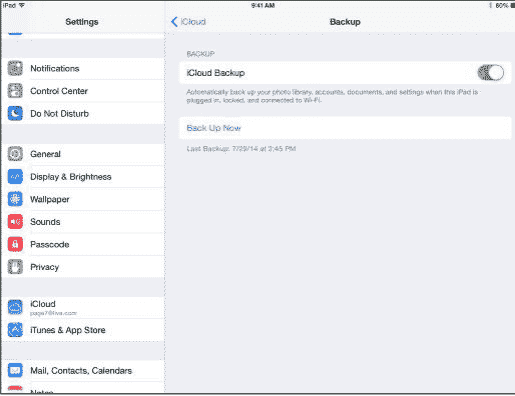 iPad
9:41 AM
80%
Settings
iCloud
Backup
Notifications
Control Center
Do Not Disturb
General
Display & Brightness
Wallpaper
Sounds
Passcode
Privacy
iCloud
iTunes & App Store
Mail, Contacts, Calendars
Notes
BACKUP
iCloud Backup
Automatically back up your photo library, accounts, documents, and settings when this iPad is
plugged in, locked, and connected to Wi-Fi.
Back Up Now
Last Backup: 7/29/14 at 2:45 PM